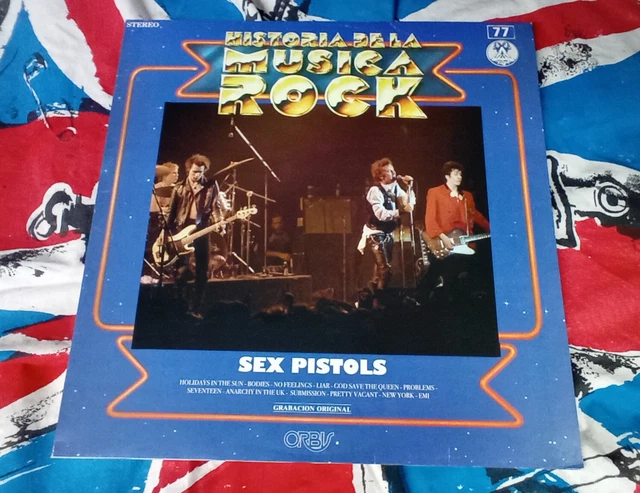 STEREO
77
HISTORIA DE LA
MUSICA
ROCK
SEX PISTOLS
HOLIDAYS IN THE SUN - BODIES - NO FEELINGS - LIAR - GOD SAVE THE QUEEN - PROBLEMS -
SEVENTEEN - ANARCHY IN THE UK - SUBMISSION - PRETTY VACANT - NEW YORK - EMI
GRABACION ORIGINAL
ORBIS